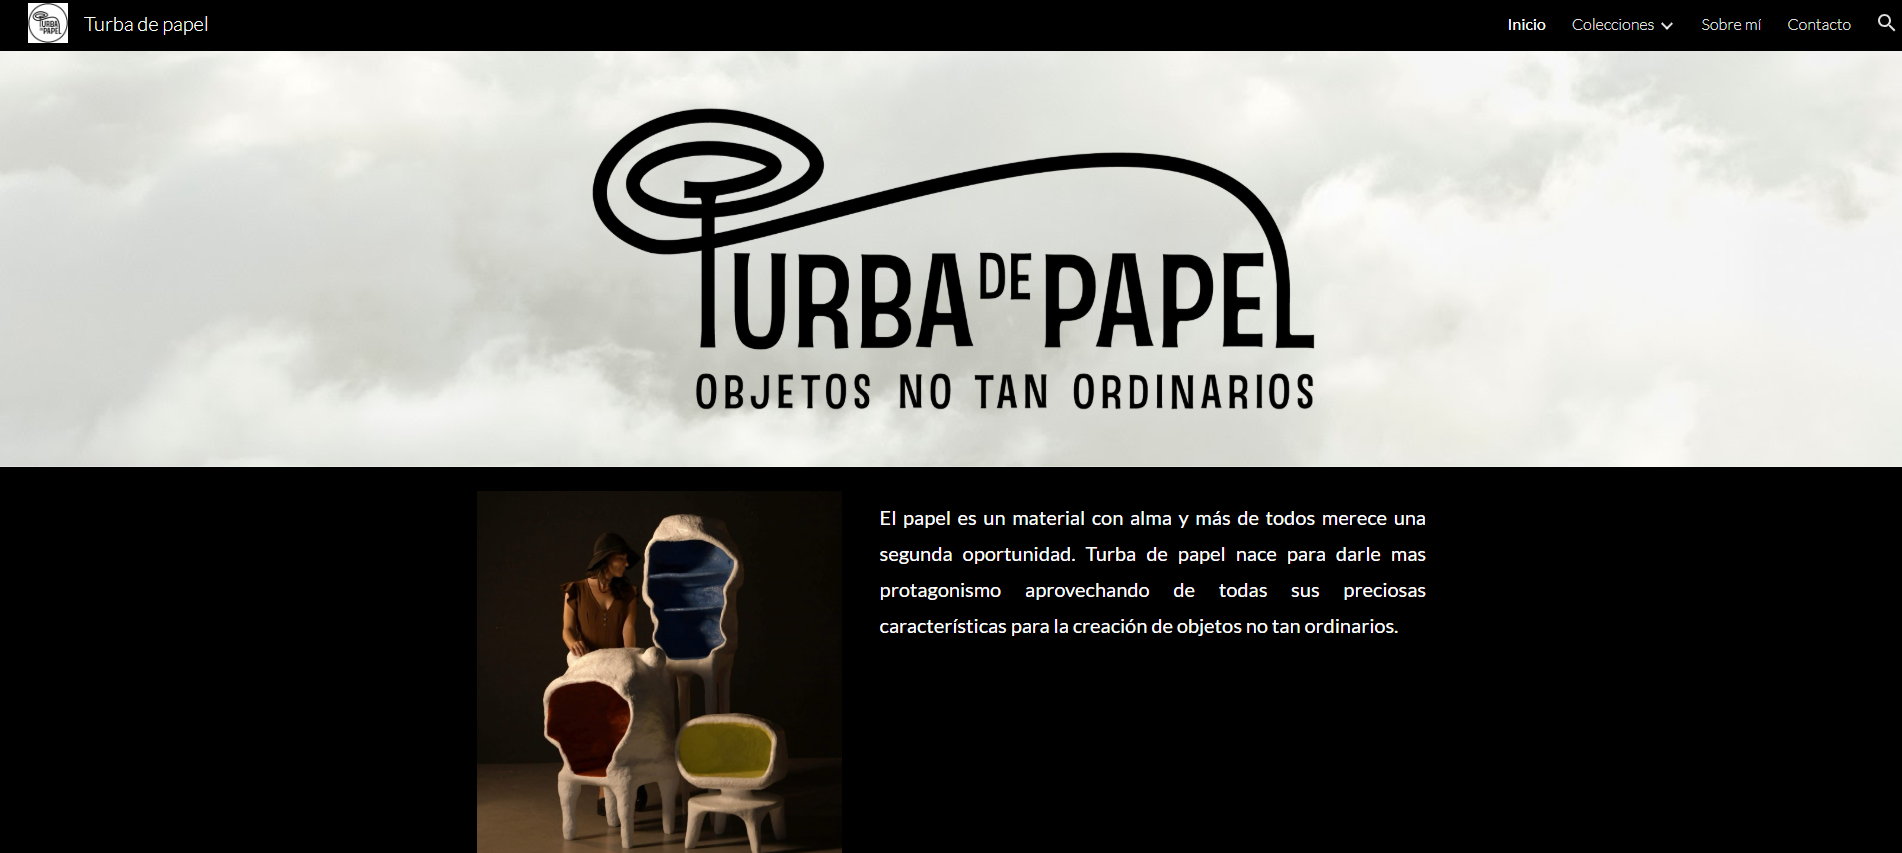 TURBA DE PAPEL
Turba de papel
Inicio
Colecciones
Sobre mí
Contacto
TURBA DE PAPEL
OBJETOS NO TAN ORDINARIOS
El papel es un material con alma y más de todos merece una
segunda oportunidad. Turba de papel nace para darle mas
protagonismo aprovechando de todas sus preciosas
características para la creación de objetos no tan ordinarios.